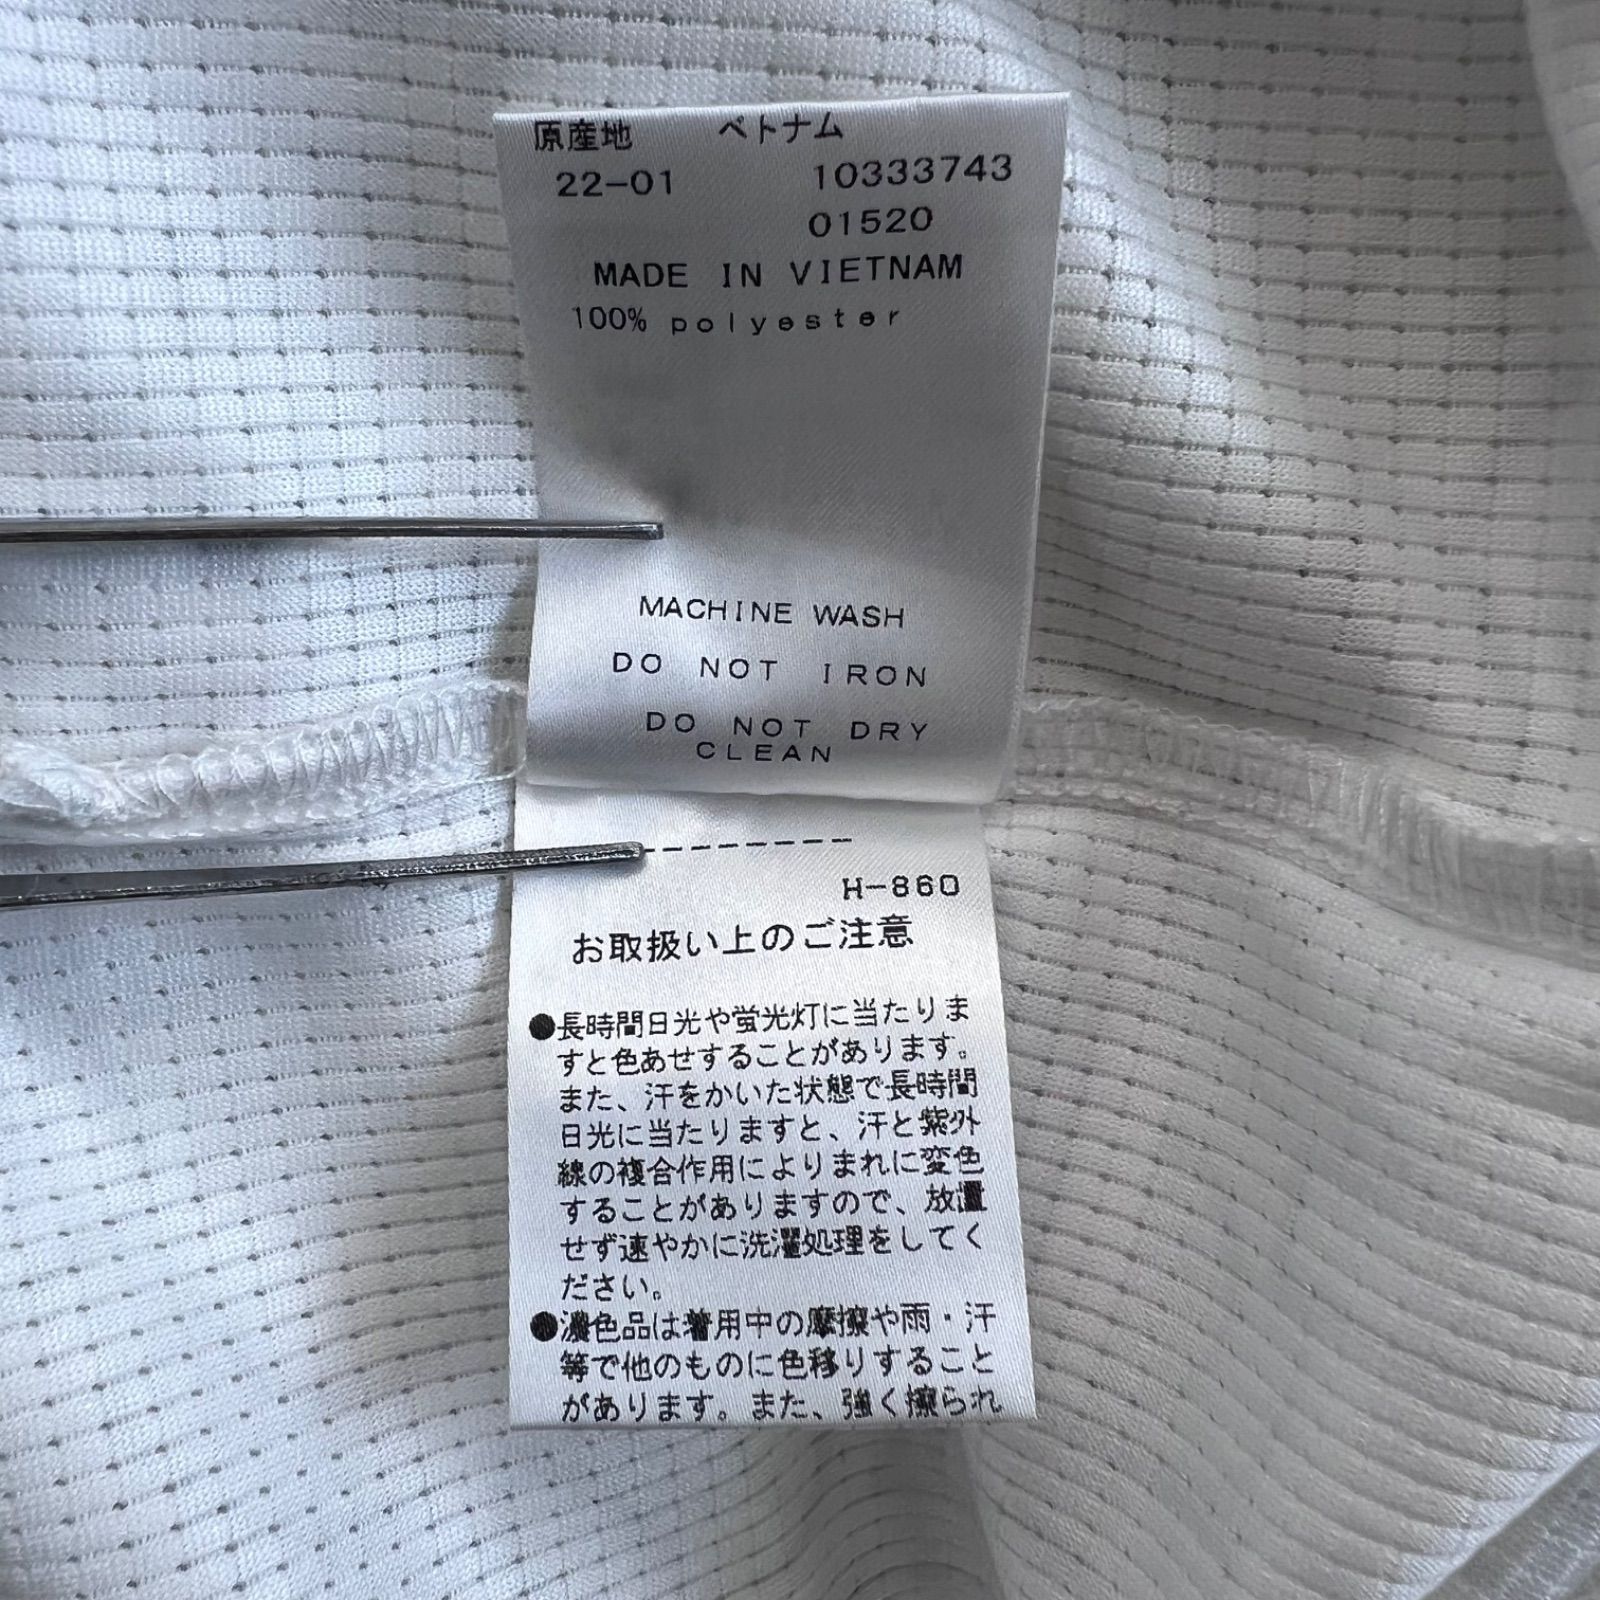 原産地 ベトナム
22-01 10333743
01520
MADE IN VIETNAM
100% polyester
MACHINE WASH
DO NOT IRON
DO NOT DRY
CLEAN
H-860
お取扱い上のご注意
●長時間日光や蛍光灯に当たりま
すと色あせすることがあります。
また、汗をかいた状態で長時間
日光に当たりますと、汗と紫外
線の複合作用によりまれに変色
することがありますので、放置
せず速やかに洗濯処理をしてく
ださい。
●濃色品は着用中の摩擦や雨・汗
等で他のものに色移りすること
があります。また、強く擦られ